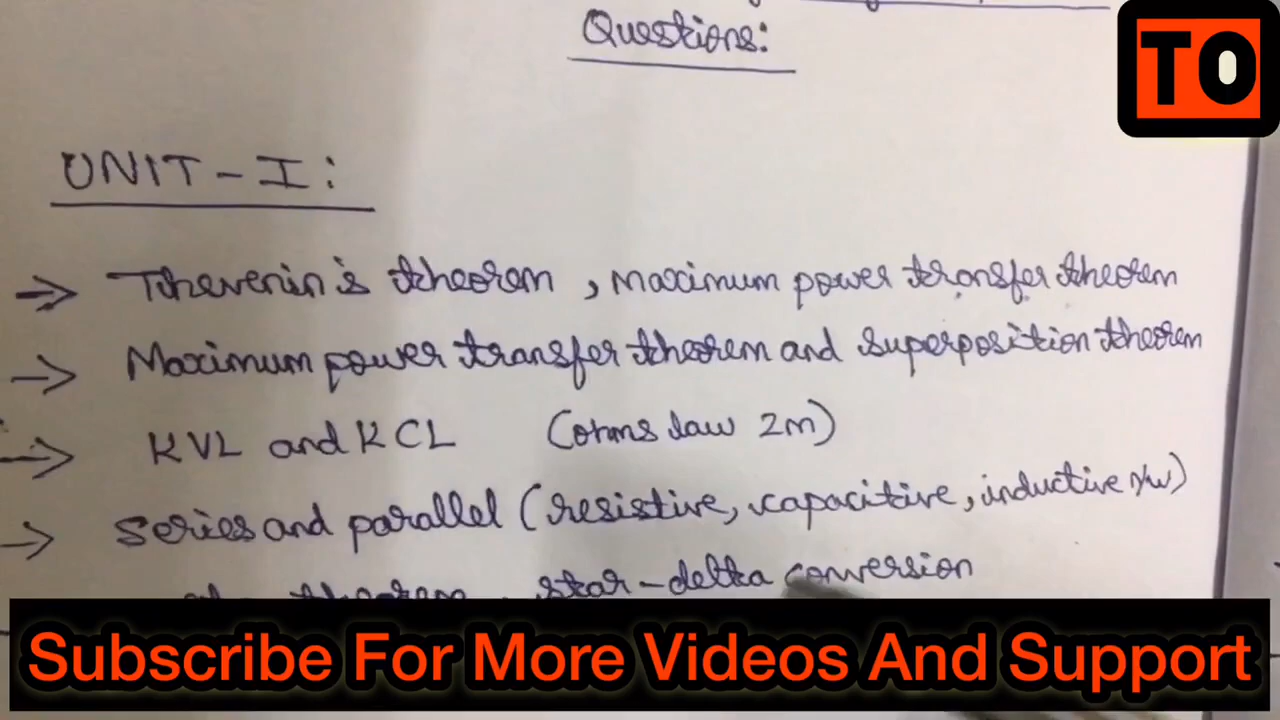 Questions:
TO
UNIT-I:
→ Thevenin's theorem, Maximum power transfer theorem
→ Maximum power transfer theorem and superposition theorem
→ KVL and KCL (ohms law 2m)
→ series and parallel (resistive, capacitive, inductive
theorem, star-delta conversion
Subscribe For More Videos And Support